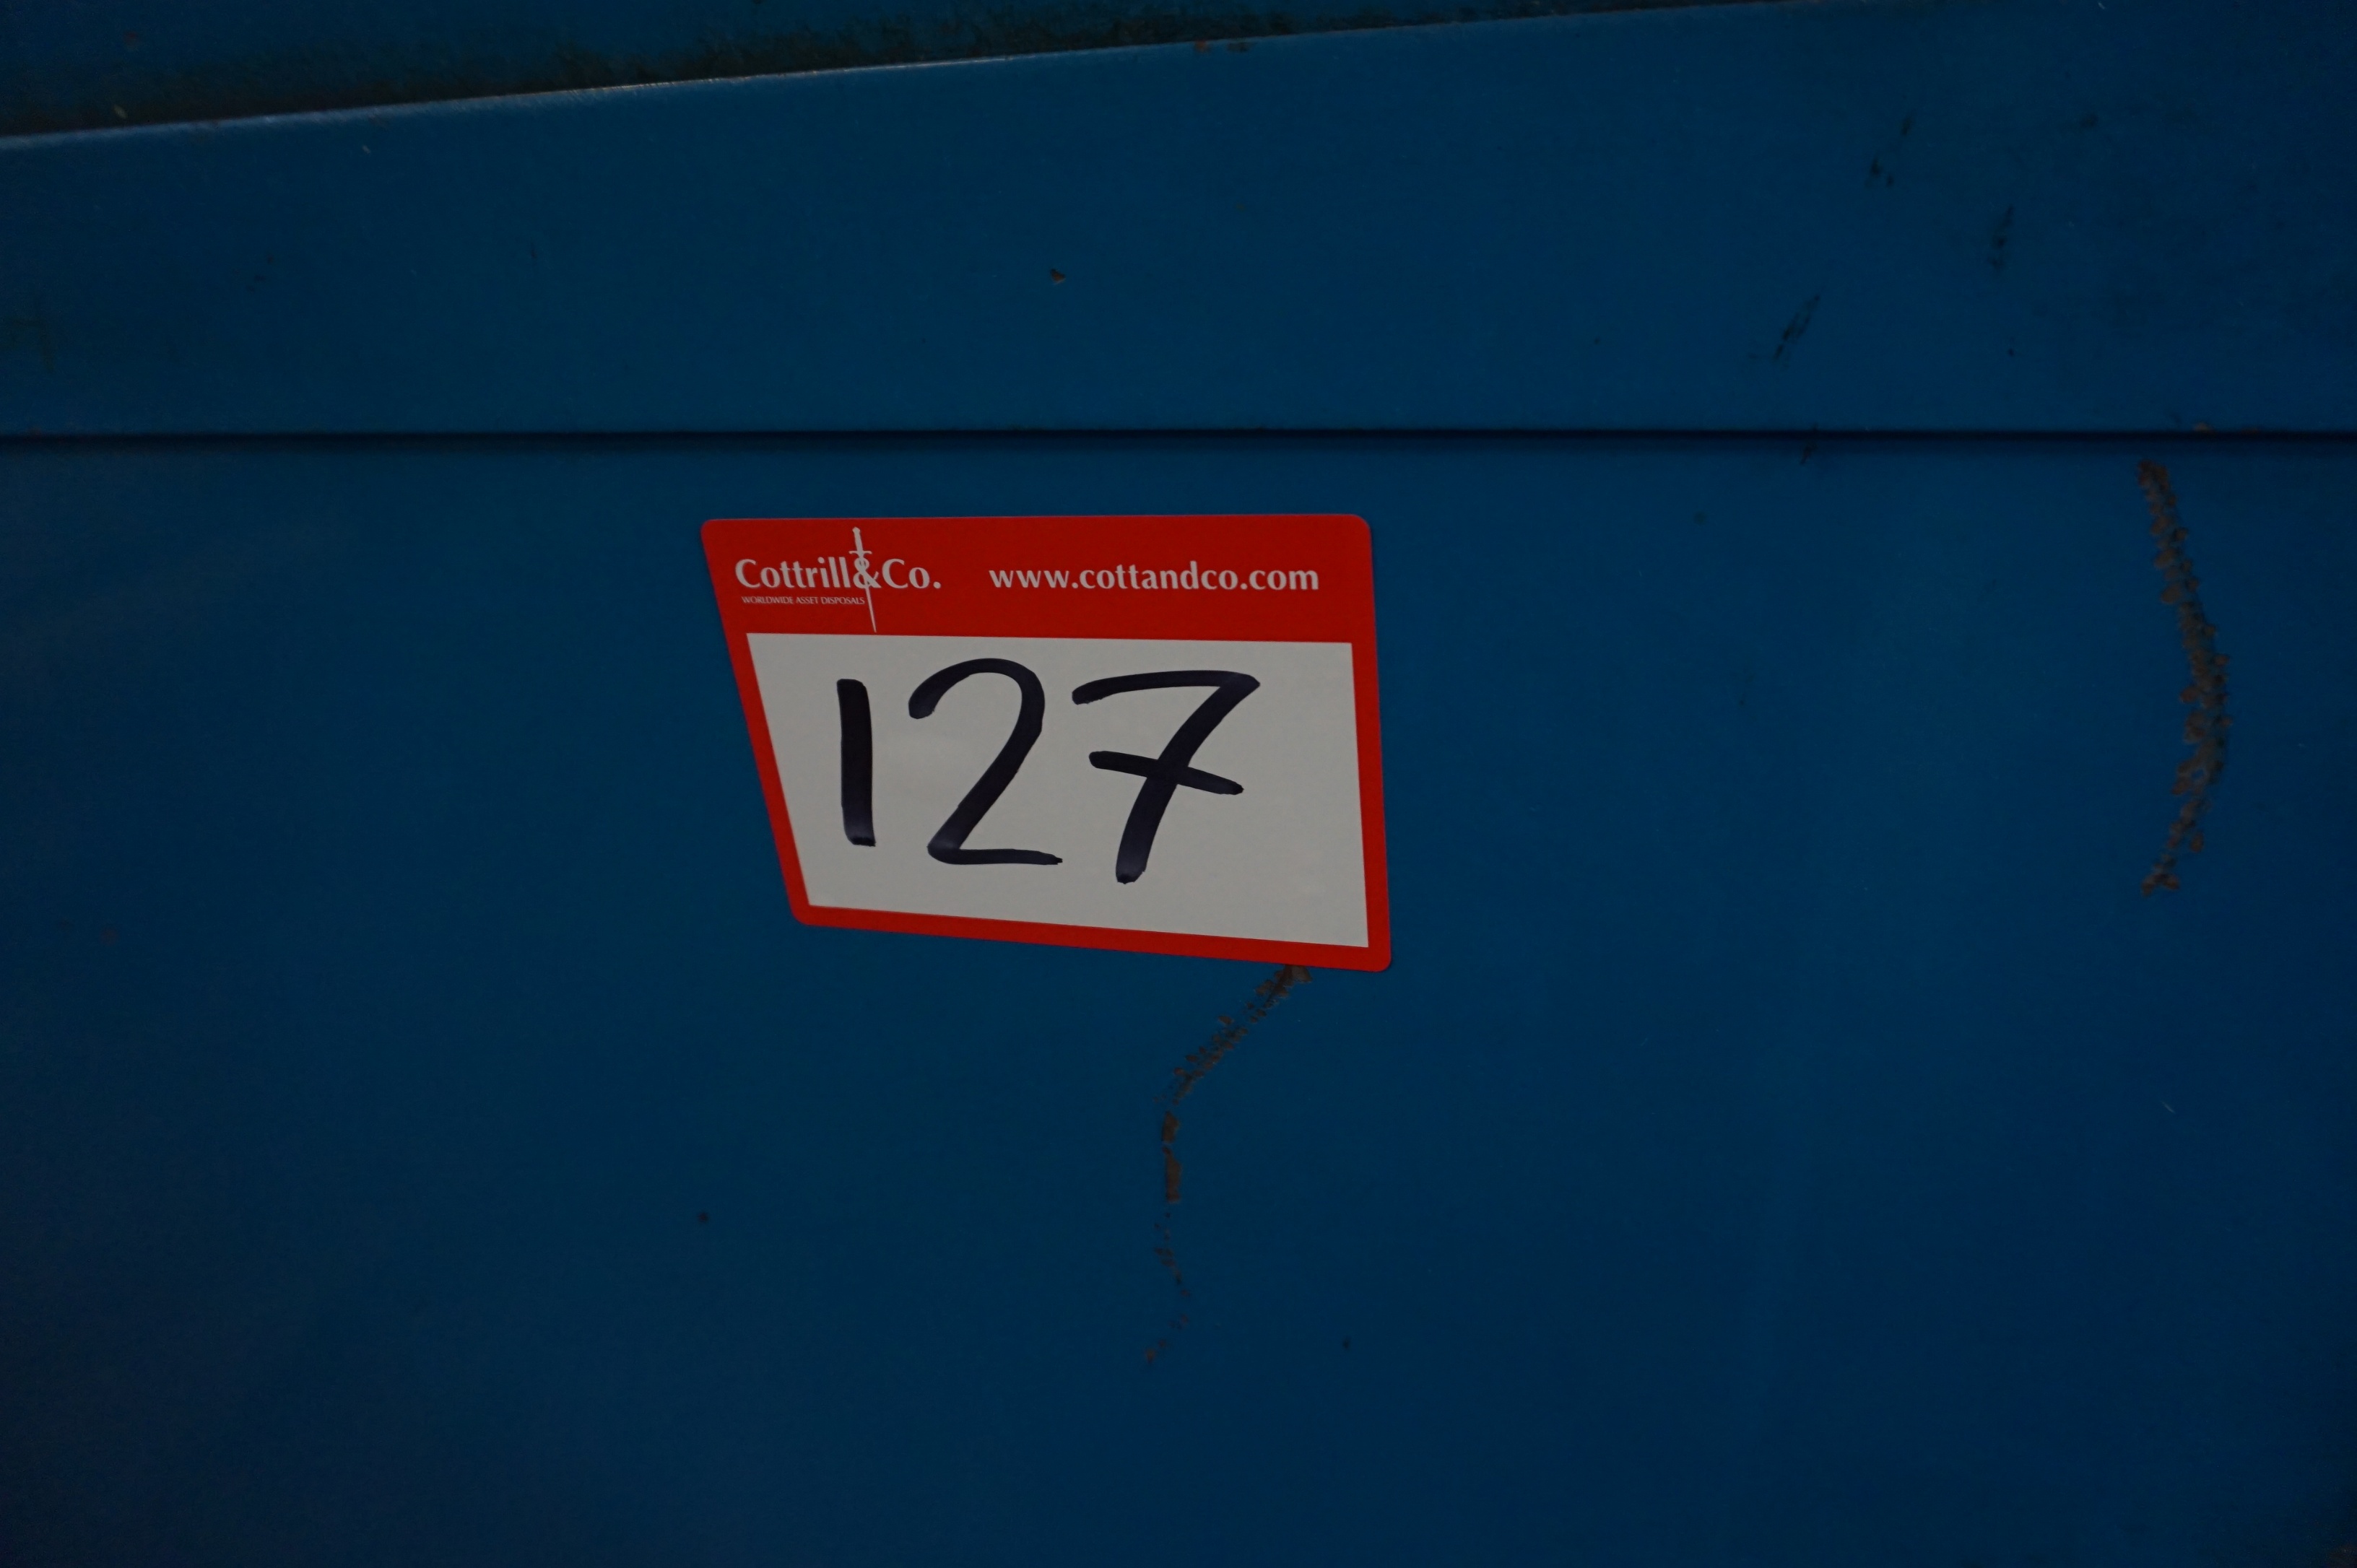 Cottrill&Co. www.cottandco.com
WORLDWIDE ASSET DISPOSALS
127